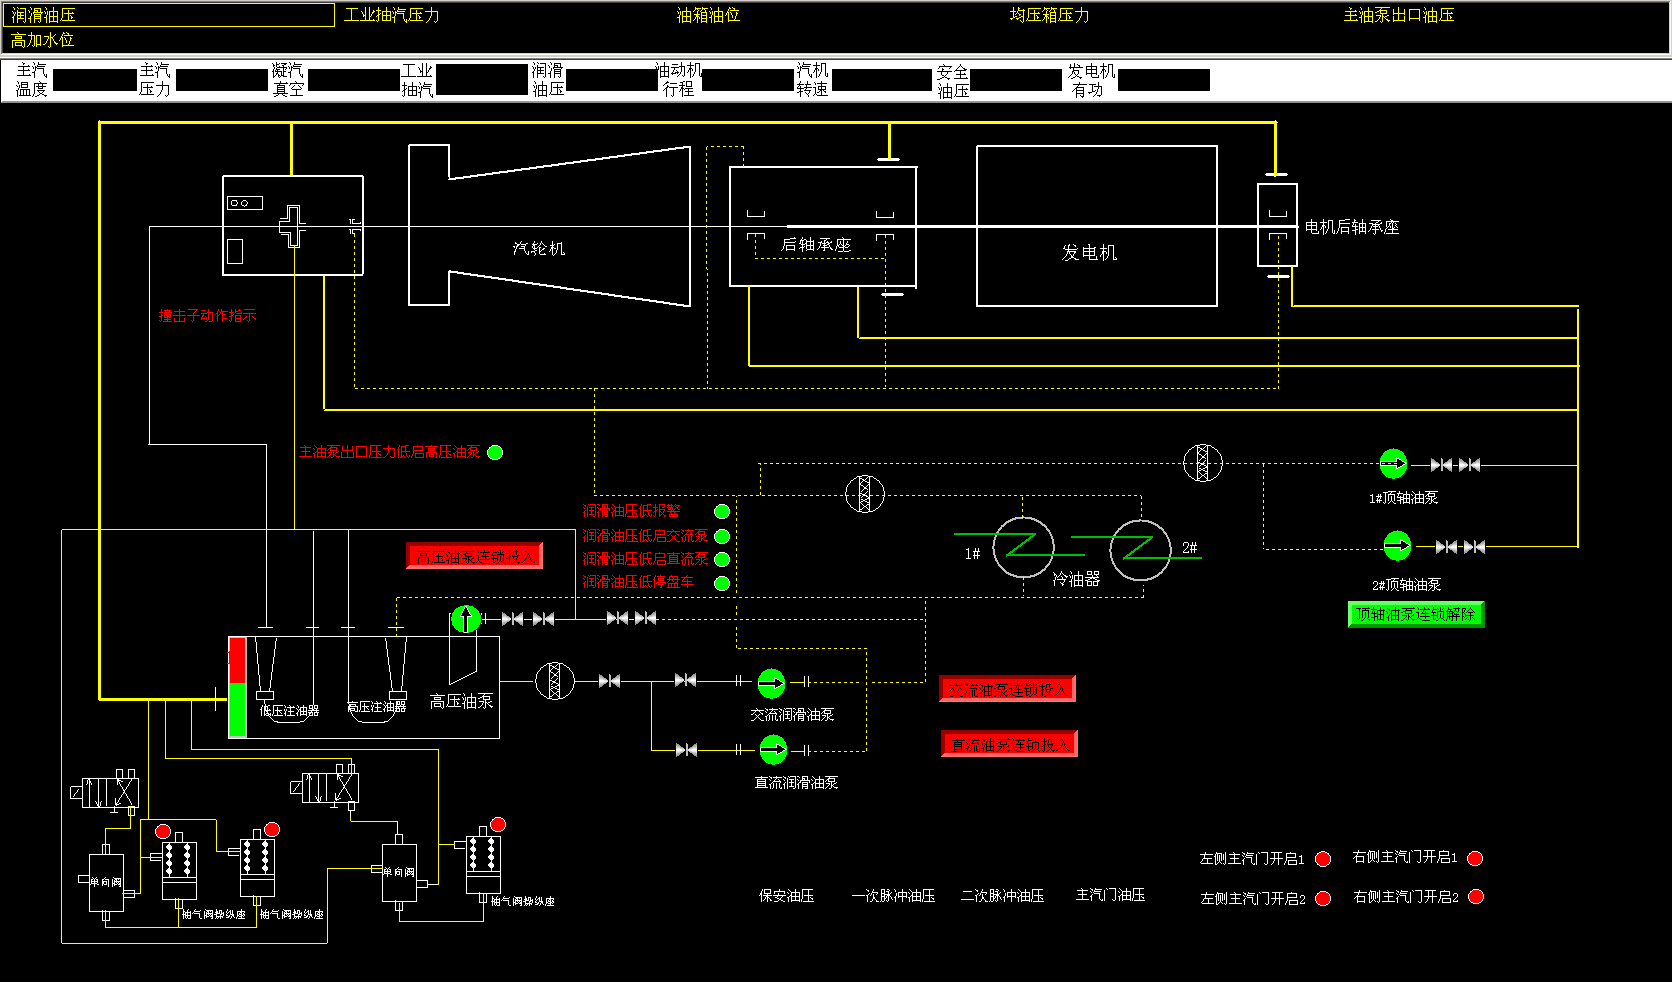 润滑油压 工业抽汽压力 油箱油位 均压箱压力 主油泵出口油压
高加水位
主汽温度 主汽压力 凝汽真空 工业抽汽 润滑油压 油动机行程 汽机转速 安全油压 发电机有功
汽轮机
后轴承座
发电机
电机后轴承座
撞击子动作指示
主油泵出口压力低启高压油泵
1#顶轴油泵
润滑油压低报警
润滑油压低启交流泵
润滑油压低启直流泵
润滑油压低停盘车
高压油泵连锁投入
1#
2#
冷油器
2#顶轴油泵
顶轴油泵连锁解除
低压注油器
高压注油器
高压油泵
交流油泵连锁投入
交流润滑油泵
直流油泵连锁投入
直流润滑油泵
单向阀
抽气阀操纵座
抽气阀操纵座
单向阀
抽气阀操纵座
保安油压
一次脉冲油压
二次脉冲油压
主汽门油压
左侧主汽门开启1
右侧主汽门开启1
左侧主汽门开启2
右侧主汽门开启2